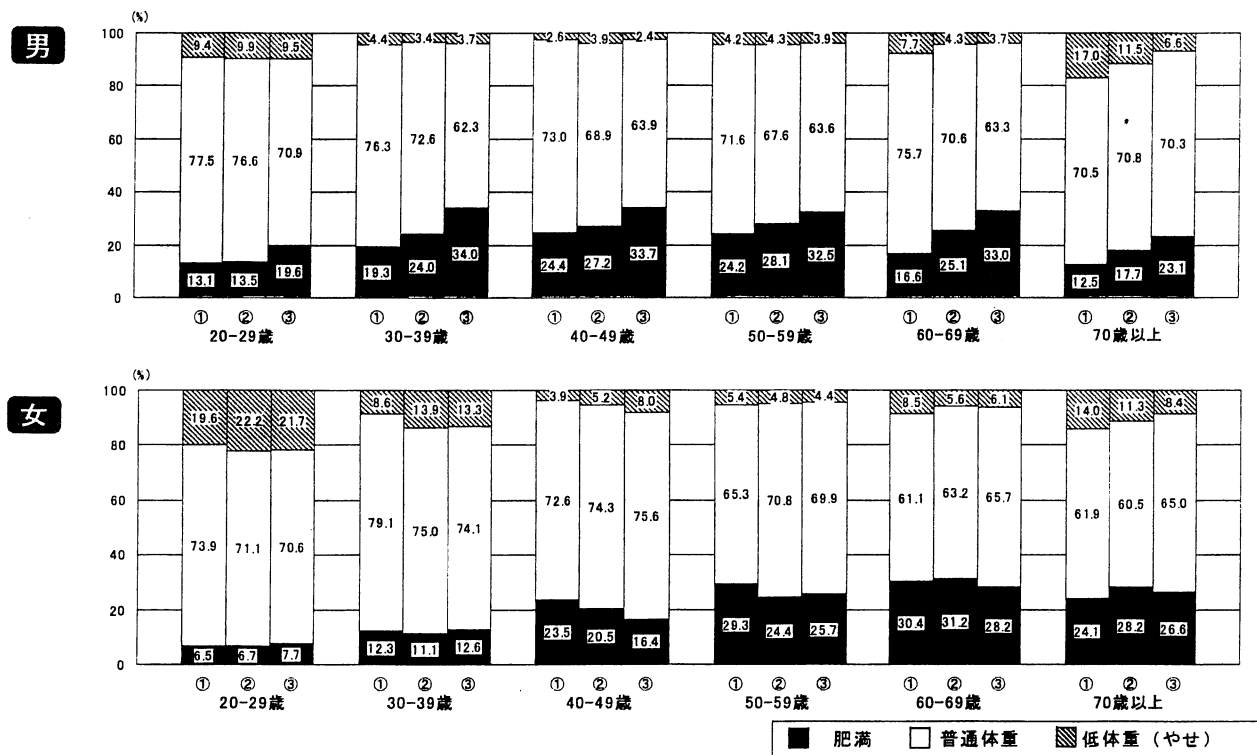 男
(%)
100
80
60
40
20
0
9.4 9.9 9.5 4.4 3.4 3.7 2.6 3.9 2.4 4.2 4.3 3.9 7.7 4.3 3.7 17.0 11.5 6.6
77.5 76.6 70.9 76.3 72.6 62.3 73.0 68.9 63.9 71.6 67.6 63.6 75.7 70.6 63.3 70.5 70.8 70.3
13.1 13.5 19.6 19.3 24.0 34.0 24.4 27.2 33.7 24.2 28.1 32.5 16.6 25.1 33.0 12.5 17.7 23.1
① ② ③ ① ② ③ ① ② ③ ① ② ③ ① ② ③ ① ② ③
20-29歳 30-39歳 40-49歳 50-59歳 60-69歳 70歳以上
女
(%)
100
80
60
40
20
0
19.6 22.2 21.7 8.6 13.9 13.3 3.9 5.2 8.0 5.4 4.8 4.4 8.5 5.6 6.1 14.0 11.3 8.4
73.9 71.1 70.6 79.1 75.0 74.1 72.6 74.3 75.6 65.3 70.8 69.9 61.1 63.2 65.7 61.9 60.5 65.0
6.5 6.7 7.7 12.3 11.1 12.6 23.5 20.5 16.4 29.3 24.4 25.7 30.4 31.2 28.2 24.1 28.2 26.6
① ② ③ ① ② ③ ① ② ③ ① ② ③ ① ② ③ ① ② ③
20-29歳 30-39歳 40-49歳 50-59歳 60-69歳 70歳以上
肥満 普通体重 低体重（やせ）